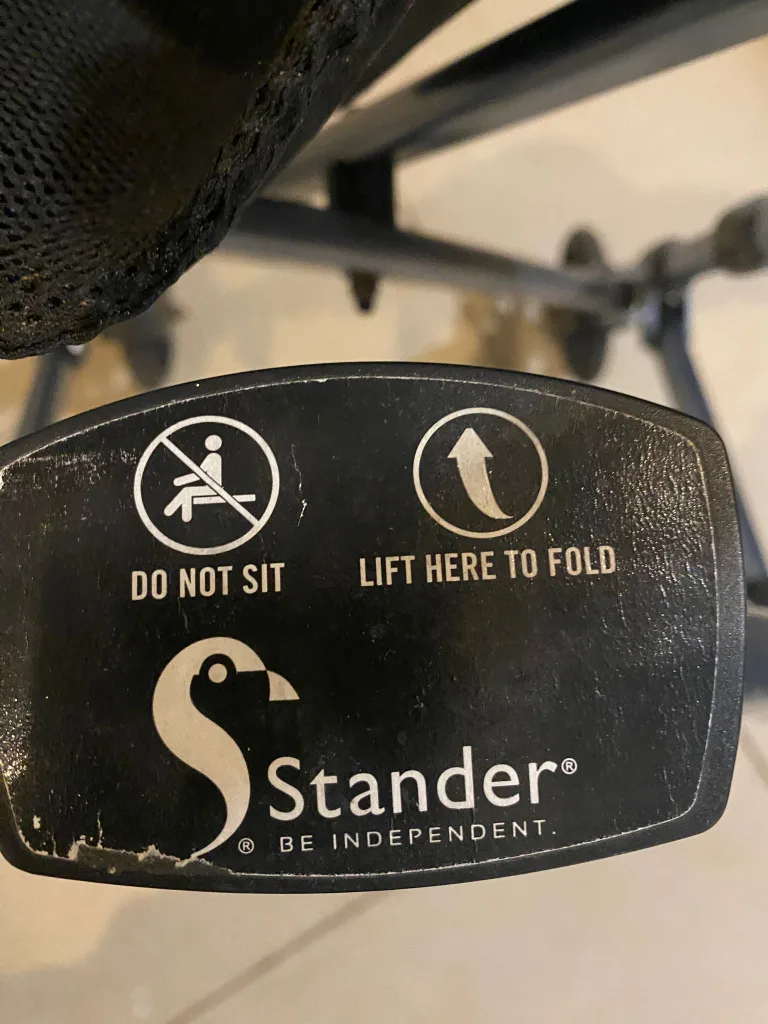 DO NOT SIT
LIFT HERE TO FOLD
Stander®
® BE INDEPENDENT.